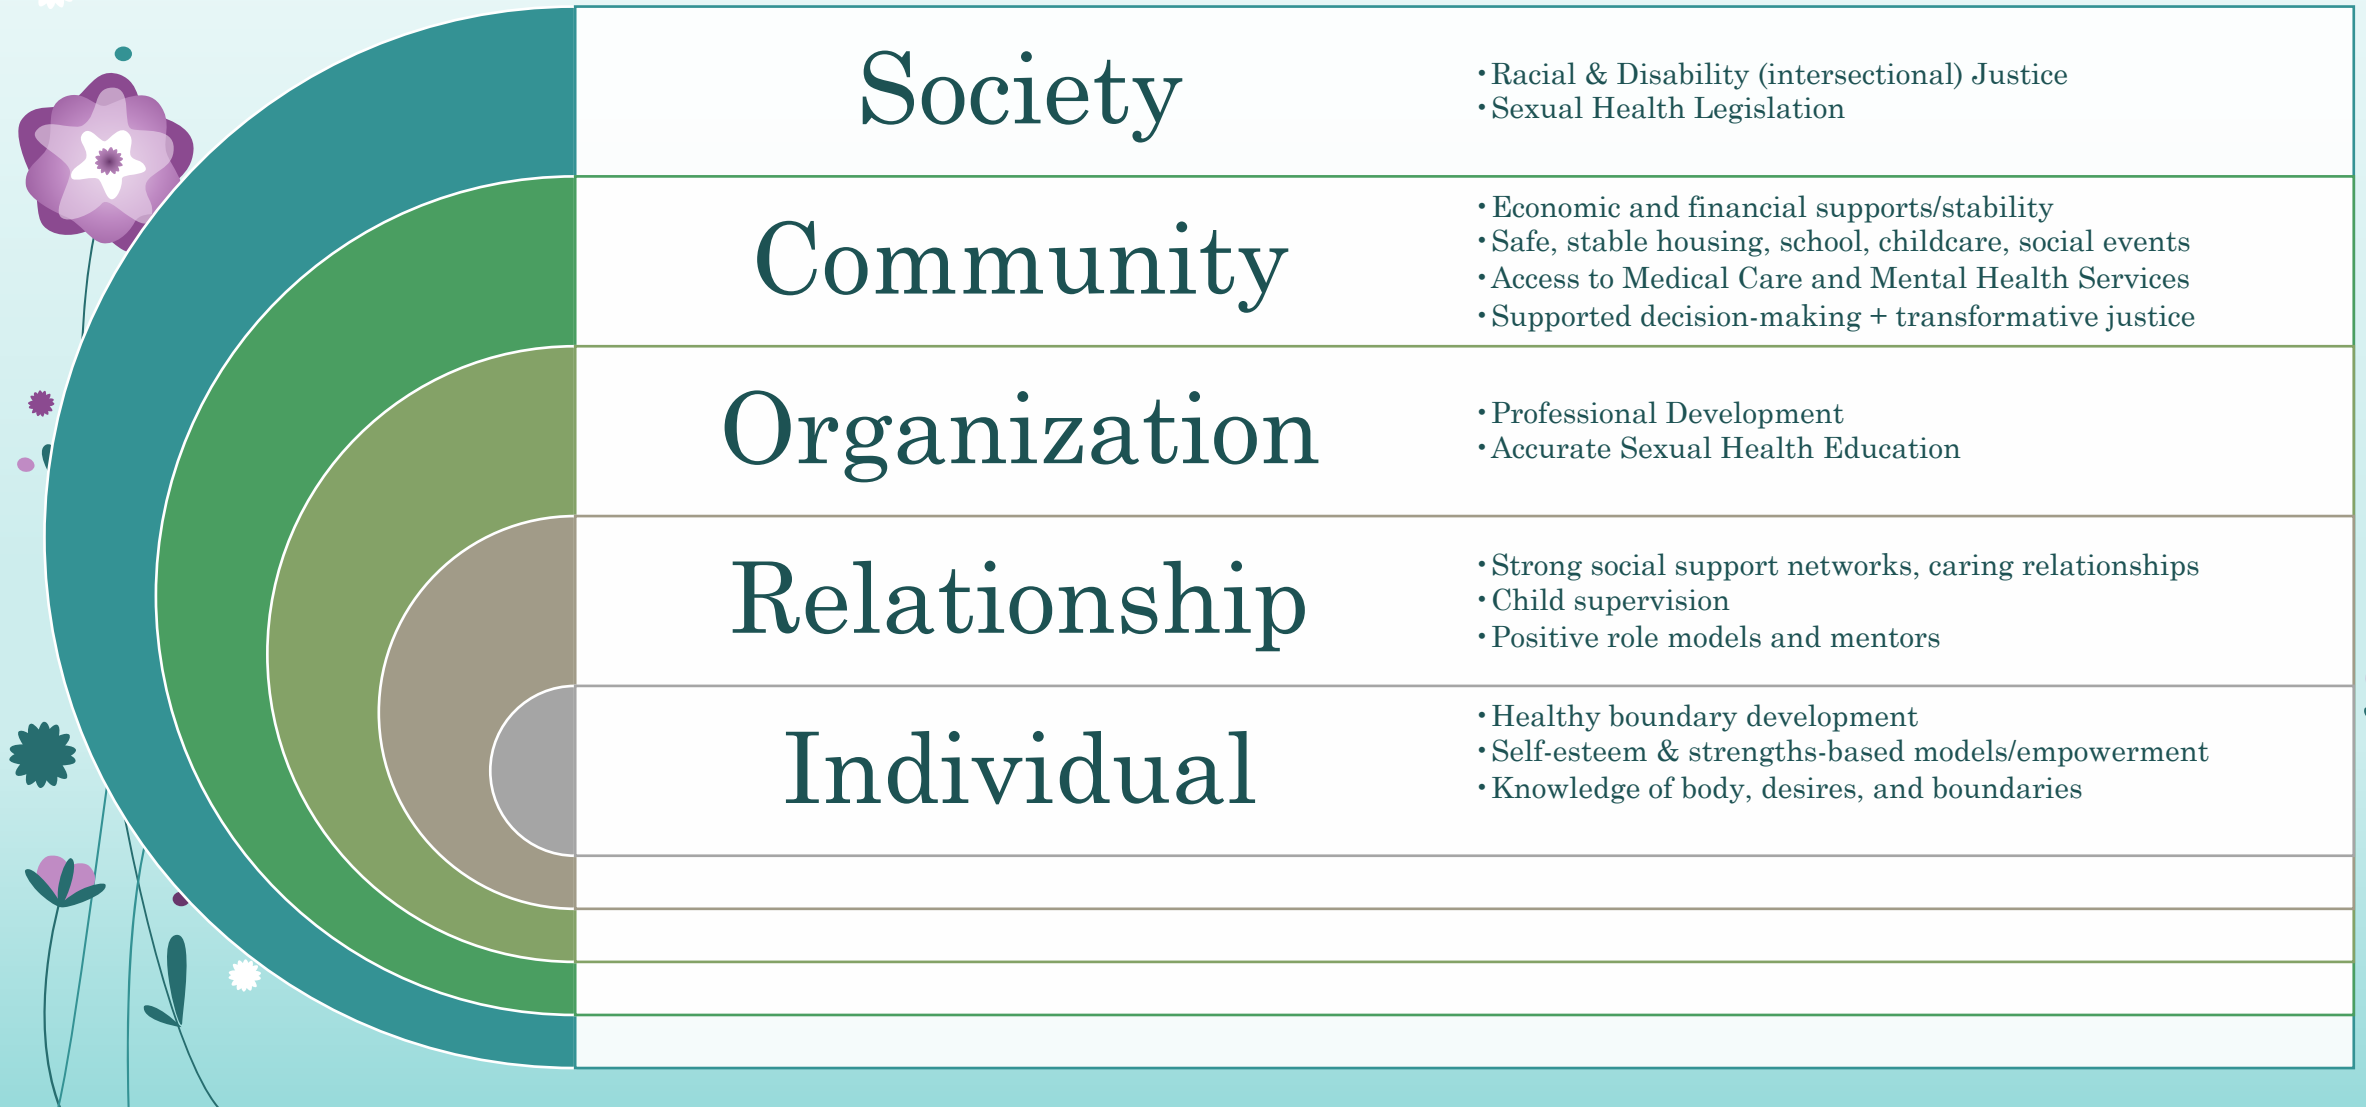 Society
•Racial & Disability (intersectional) Justice
•Sexual Health Legislation
Community
•Economic and financial supports/stability
•Safe, stable housing, school, childcare, social events
•Access to Medical Care and Mental Health Services
•Supported decision-making + transformative justice
Organization
•Professional Development
•Accurate Sexual Health Education
Relationship
•Strong social support networks, caring relationships
•Child supervision
•Positive role models and mentors
Individual
•Healthy boundary development
•Self-esteem & strengths-based models/empowerment
•Knowledge of body, desires, and boundaries